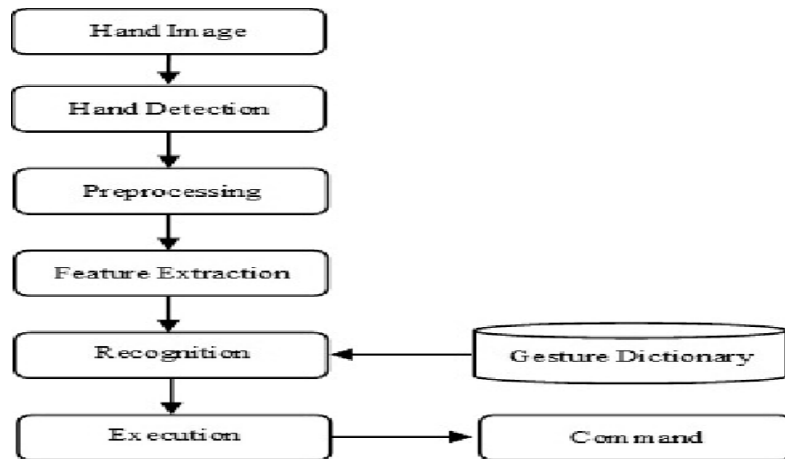 Hand Image
Hand Detection
Preprocessing
Feature Extraction
Recognition
Gesture Dictionary
Execution
Command